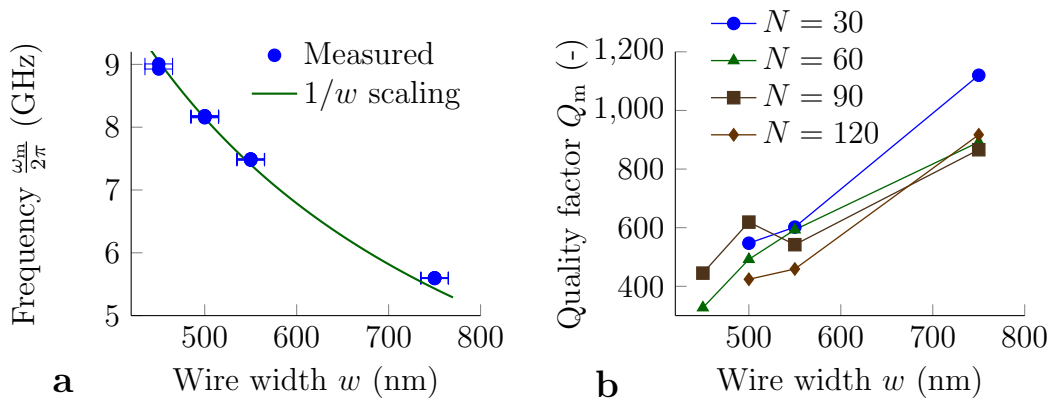 Frequency ωm/2π (GHz)
9
8
7
6
5
500
600
700
800
Wire width w (nm)
Measured
1/w scaling
a
Quality factor Qm (-)
1,200
1,000
800
600
400
500
600
700
800
Wire width w (nm)
N = 30
N = 60
N = 90
N = 120
b